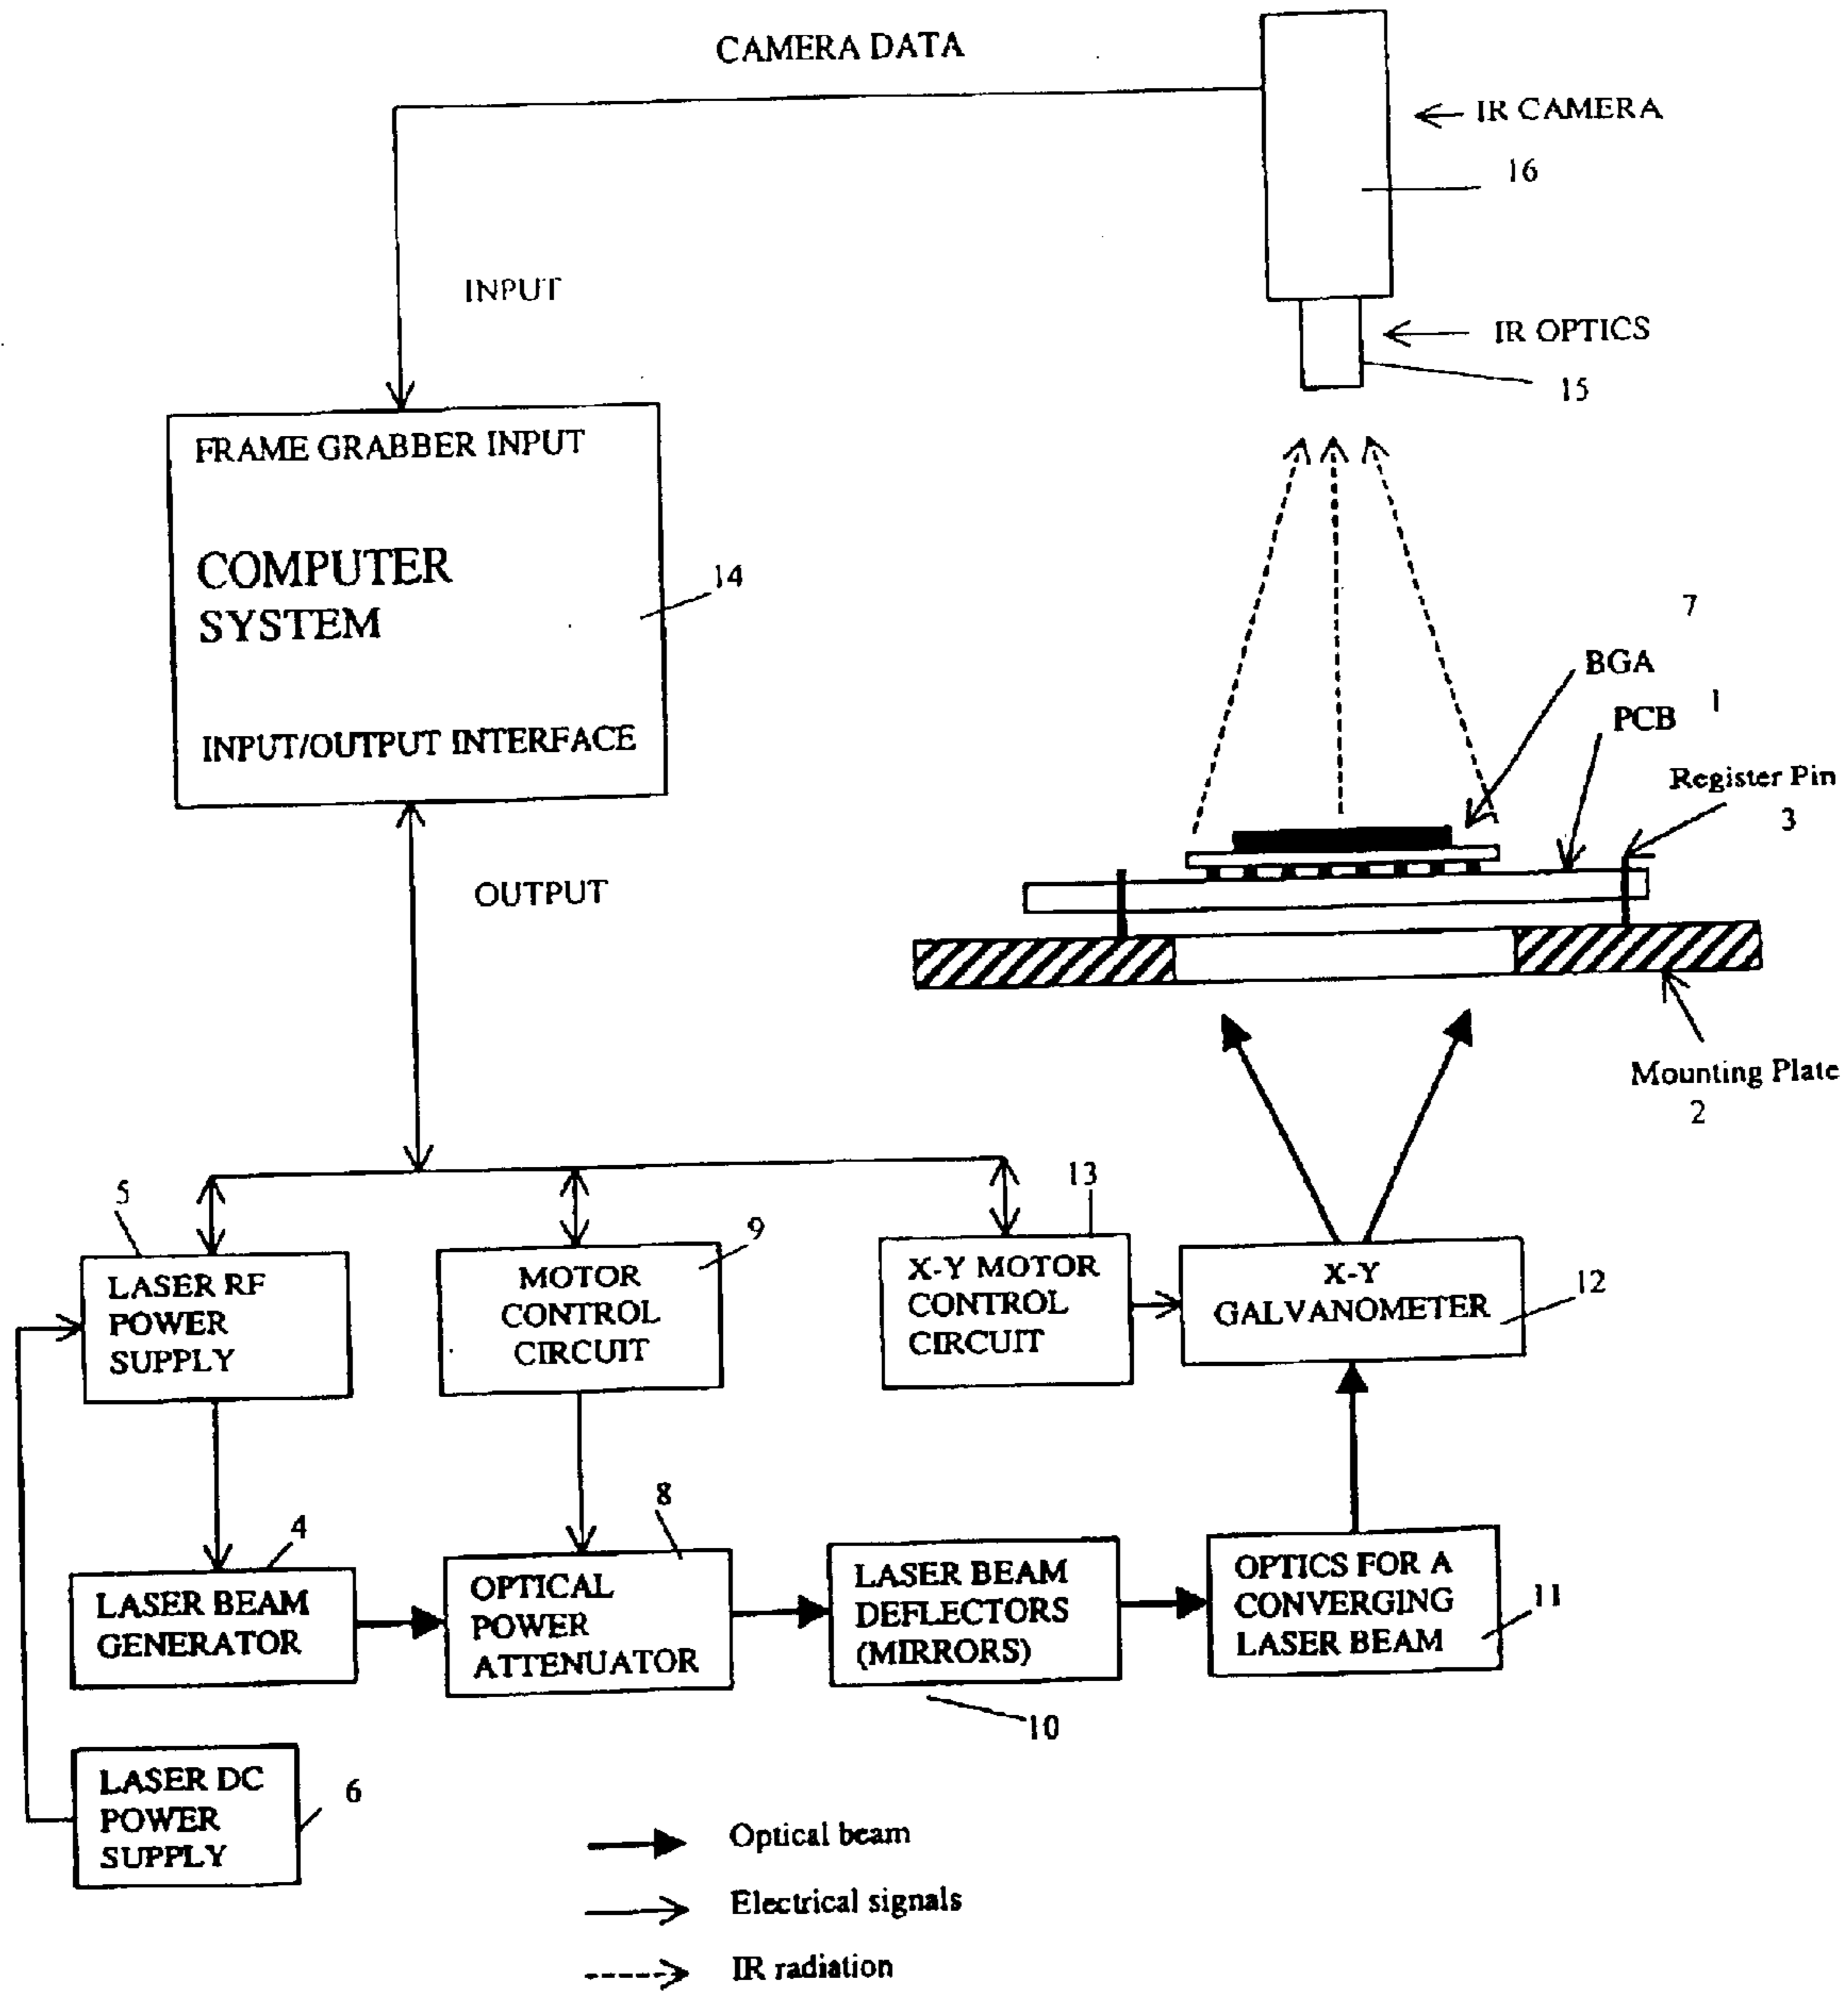 CAMERA DATA
IR CAMERA
16
INPUT
IR OPTICS
15
FRAME GRABBER INPUT
COMPUTER
SYSTEM
INPUT/OUTPUT INTERFACE
14
7
BGA
1
PCB
Register Pin
3
OUTPUT
Mounting Plate
2
5
LASER RF
POWER
SUPPLY
9
MOTOR
CONTROL
CIRCUIT
13
X-Y MOTOR
CONTROL
CIRCUIT
X-Y
GALVANOMETER
12
4
LASER BEAM
GENERATOR
8
OPTICAL
POWER
ATTENUATOR
LASER BEAM
DEFLECTORS
(MIRRORS)
10
OPTICS FOR A
CONVERGING
LASER BEAM
11
LASER DC
POWER
SUPPLY
6
Optical beam
Electrical signals
IR radiation